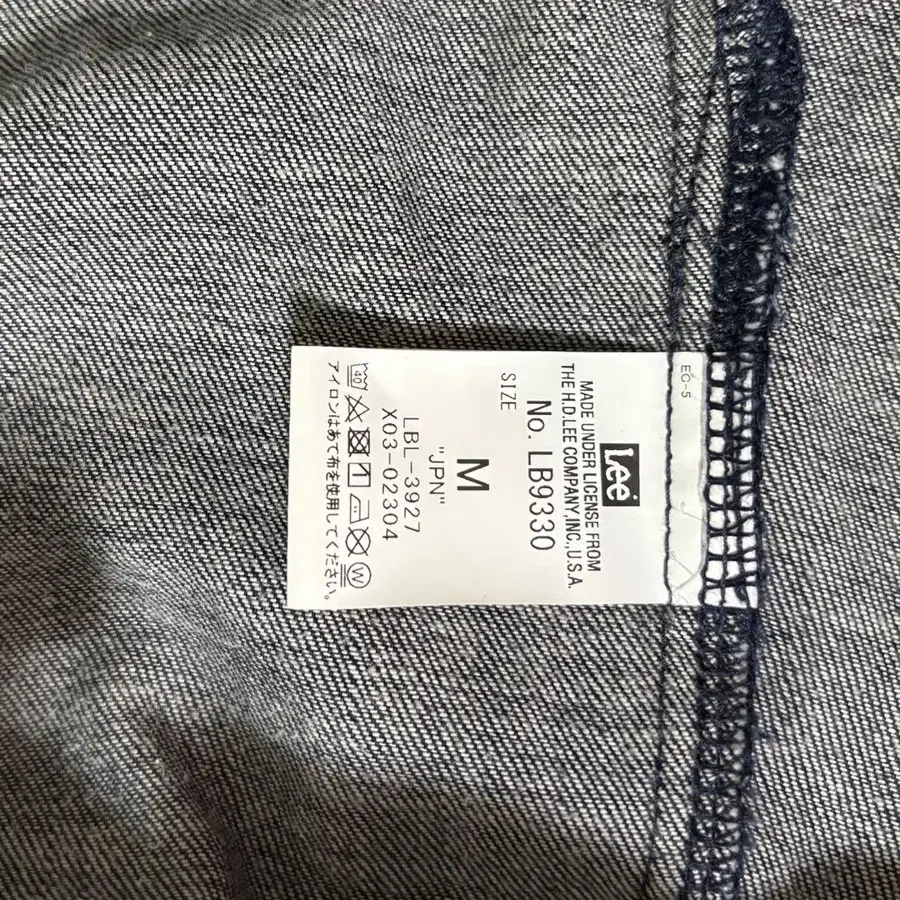 EC-5
Lee
MADE UNDER LICENSE FROM
THE H.D.LEE COMPANY,INC.,U.S.A.
No. LB9330
SIZE
M
"JPN"
LBL-3927
X03-02304
40 W
アイロンはあて布を使用してください。